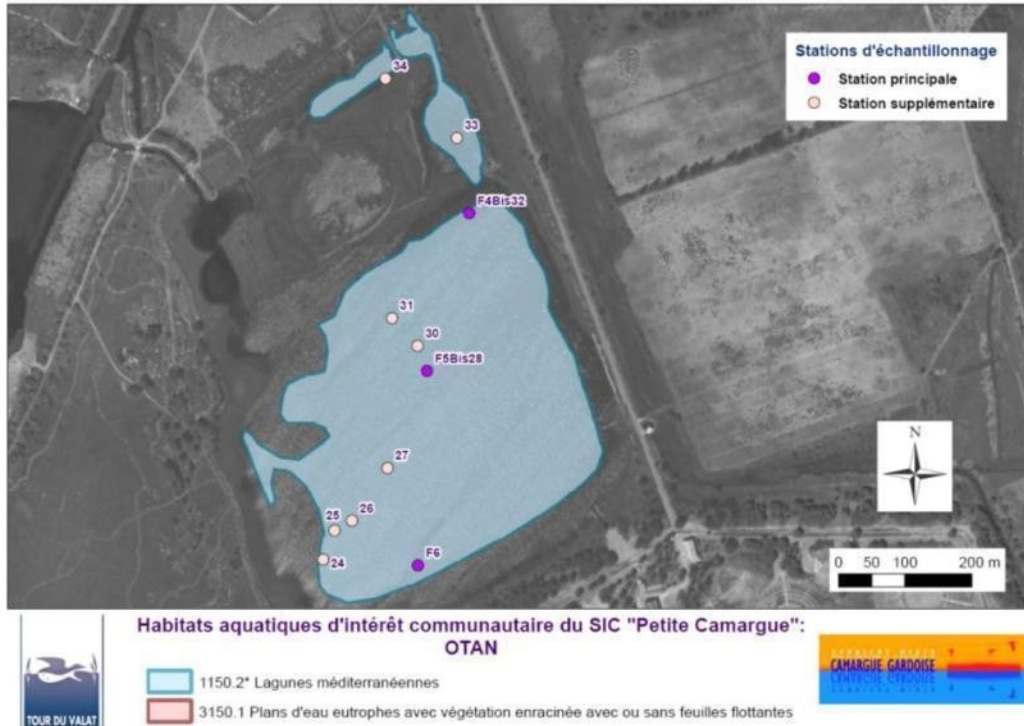 Stations d'échantillonnage
Station principale
Station supplémentaire
34
33
F4Bis32
31
30
F5Bis28
27
26
25
24
F6
N
0 50 100 200 m
Habitats aquatiques d'intérêt communautaire du SIC "Petite Camargue":
OTAN
1150.2* Lagunes méditerranéennes
3150.1 Plans d'eau eutrophes avec végétation enracinée avec ou sans feuilles flottantes
TOUR DU VALAT
CAMARGUE GARDOISE